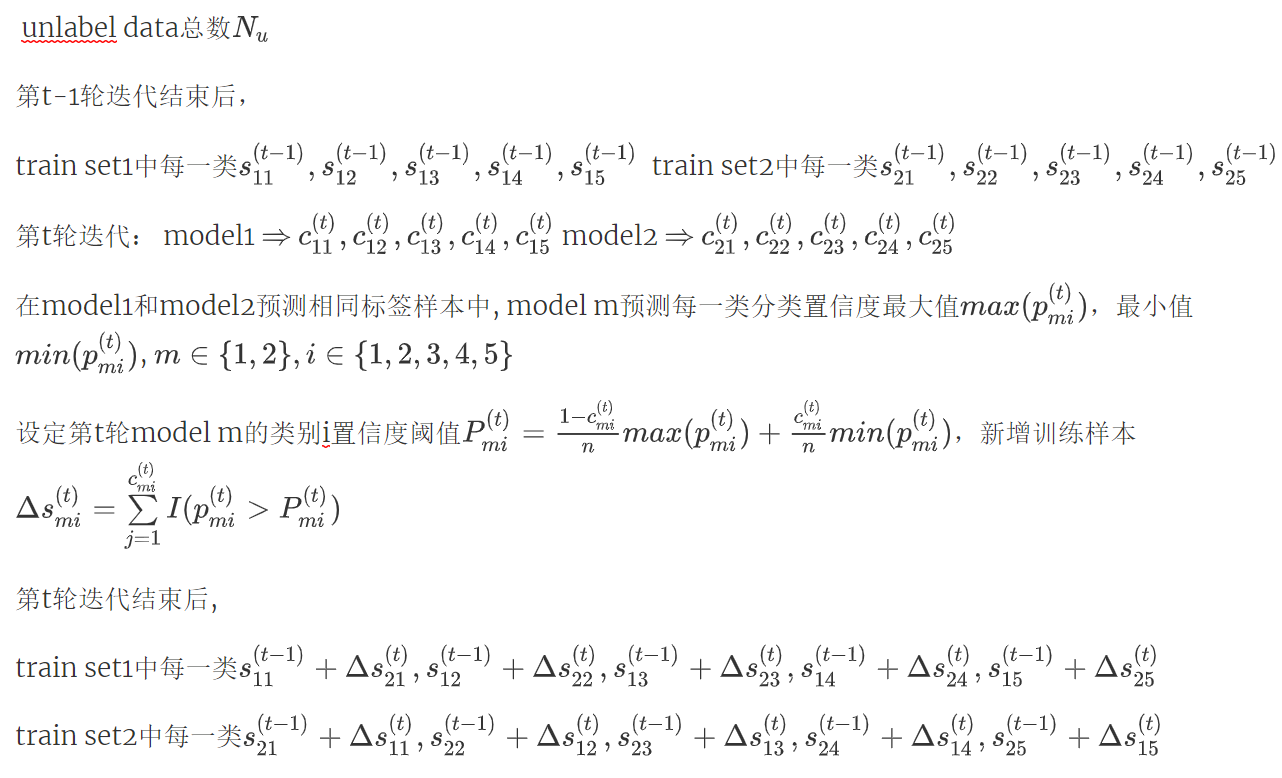 unlabel data总数$N_u$
第t-1轮迭代结束后，
train set1中每一类$s_{11}^{(t-1)}, s_{12}^{(t-1)}, s_{13}^{(t-1)}, s_{14}^{(t-1)}, s_{15}^{(t-1)}$ train set2中每一类$s_{21}^{(t-1)}, s_{22}^{(t-1)}, s_{23}^{(t-1)}, s_{24}^{(t-1)}, s_{25}^{(t-1)}$
第t轮迭代： model1$\Rightarrow c_{11}^{(t)}, c_{12}^{(t)}, c_{13}^{(t)}, c_{14}^{(t)}, c_{15}^{(t)}$ model2$\Rightarrow c_{21}^{(t)}, c_{22}^{(t)}, c_{23}^{(t)}, c_{24}^{(t)}, c_{25}^{(t)}$
在model1和model2预测相同标签样本中, model m预测每一类分类置信度最大值$max(p_{mi}^{(t)})$，最小值
$min(p_{mi}^{(t)}), m \in \{1, 2\}, i \in \{1, 2, 3, 4, 5\}$
设定第t轮model m的类别i置信度阈值$P_{mi}^{(t)} = \frac{1-c_{mi}^{(t)}}{n}max(p_{mi}^{(t)}) + \frac{c_{mi}^{(t)}}{n}min(p_{mi}^{(t)})$，新增训练样本
$\Delta s_{mi}^{(t)} = \sum_{j=1}^{c_{mi}^{(t)}} I(p_{mi}^{(t)} > P_{mi}^{(t)})$
第t轮迭代结束后,
train set1中每一类$s_{11}^{(t-1)} + \Delta s_{21}^{(t)}, s_{12}^{(t-1)} + \Delta s_{22}^{(t)}, s_{13}^{(t-1)} + \Delta s_{23}^{(t)}, s_{14}^{(t-1)} + \Delta s_{24}^{(t)}, s_{15}^{(t-1)} + \Delta s_{25}^{(t)}$
train set2中每一类$s_{21}^{(t-1)} + \Delta s_{11}^{(t)}, s_{22}^{(t-1)} + \Delta s_{12}^{(t)}, s_{23}^{(t-1)} + \Delta s_{13}^{(t)}, s_{24}^{(t-1)} + \Delta s_{14}^{(t)}, s_{25}^{(t-1)} + \Delta s_{15}^{(t)}$